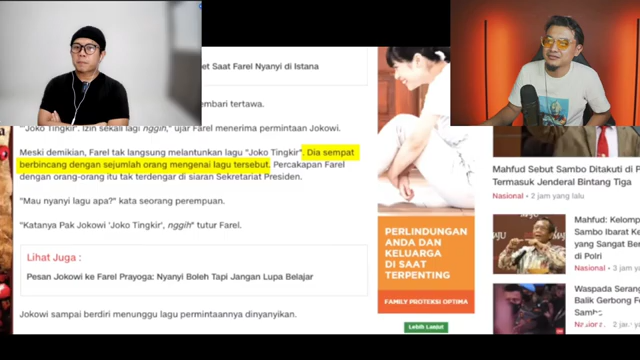 et Saat Farel Nyanyi di Istana
mbari tertawa.
"'Joko Tingkir'. Izin sekali lagi nggih," ujar Farel menerima permintaan Jokowi.
Meski demikian, Farel tak langsung melantunkan lagu "Joko Tingkir". Dia sempat
berbincang dengan sejumlah orang mengenai lagu tersebut. Percakapan Farel
dengan orang-orang itu tak terdengar di siaran Sekretariat Presiden.
"Mau nyanyi lagu apa?" kata seorang perempuan.
"Katanya Pak Jokowi 'Joko Tingkir', nggih" tutur Farel.
Lihat Juga :
Pesan Jokowi ke Farel Prayoga: Nyanyi Boleh Tapi Jangan Lupa Belajar
Jokowi sampai berdiri menunggu lagu permintaannya dinyanyikan.
PERLINDUNGAN
ANDA DAN
KELUARGA
DI SAAT
TERPENTING
FAMILY PROTEKSI OPTIMA
Lebih Lanjut
Mahfud Sebut Sambo Ditakuti d
Termasuk Jenderal Bintang Tiga
Nasional • 2 jam yang lalu
Mahfud: Kelomp
Sambo Ibarat Ke
yang Sangat Ber
di Polri
Nasional • 3 jam yang
Waspada Serang
Balik Gerbong F
Samb